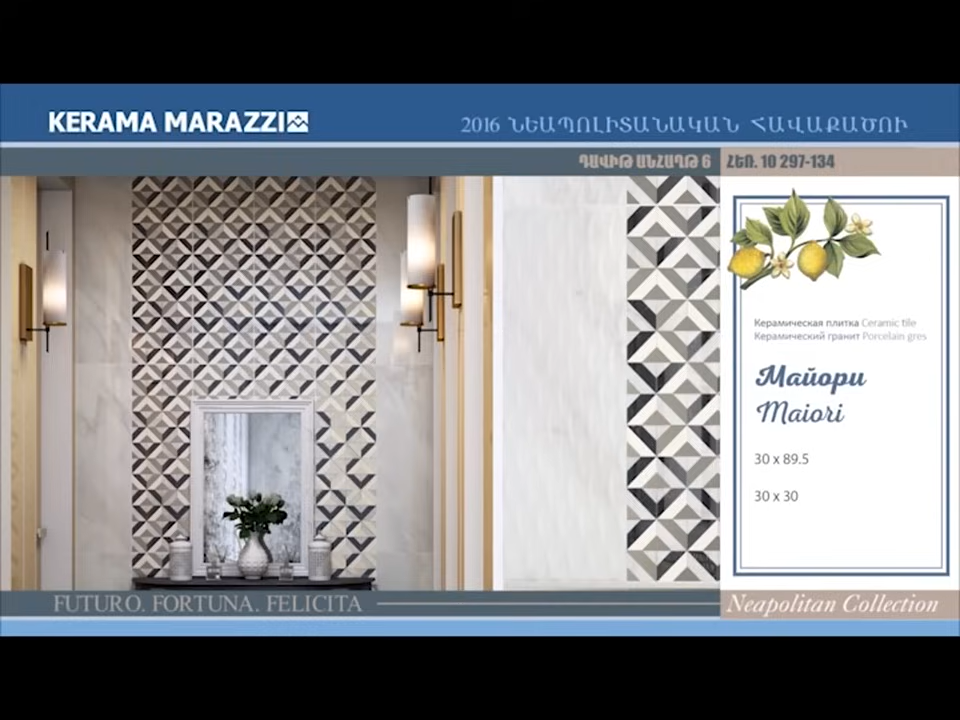 KERAMA MARAZZI
2016 ՆԵԱՊՈԼԻՏԱՆԱԿԱՆ ՀԱՎԱՔԱԾՈՒ
ԴԱՎԻԹ ԱՆՀԱՂԹ 6
ՀԵՌ. 10 297-134
Керамическая плитка Ceramic tile
Керамический гранит Porcelain gres
Майори
Maiori
30 x 89.5
30 x 30
FUTURO. FORTUNA. FELICITA
Neapolitan Collection